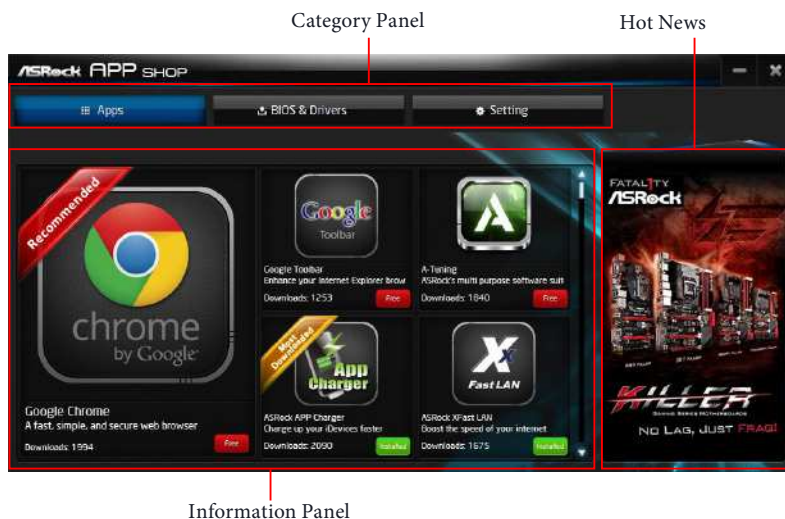 Category Panel
Hot News
ASRock APP SHOP
Apps
BIOS & Drivers
Setting
Recommended
chrome
by Google
Google Chrome
A fast, simple, and secure web browser
Downloads: 1994
Free
Google
Toolbar
Google Toolbar
Enhance your Internet Explorer brow
Downloads: 1253
Free
A-Tuning
ASRock's multi purpose software suit
Downloads: 1840
Free
Most
Downloaded
App
Charger
ASRock APP Charger
Charge up your iDevices faster
Downloads: 2090
Installed
X
Fast LAN
ASRock XFast LAN
Boost the speed of your internet
Downloads: 1675
Installed
FATAL1TY
ASRock
KILLER
GAMING SERIES MOTHERBOARDS
NO LAG, JUST FRAG!
Information Panel